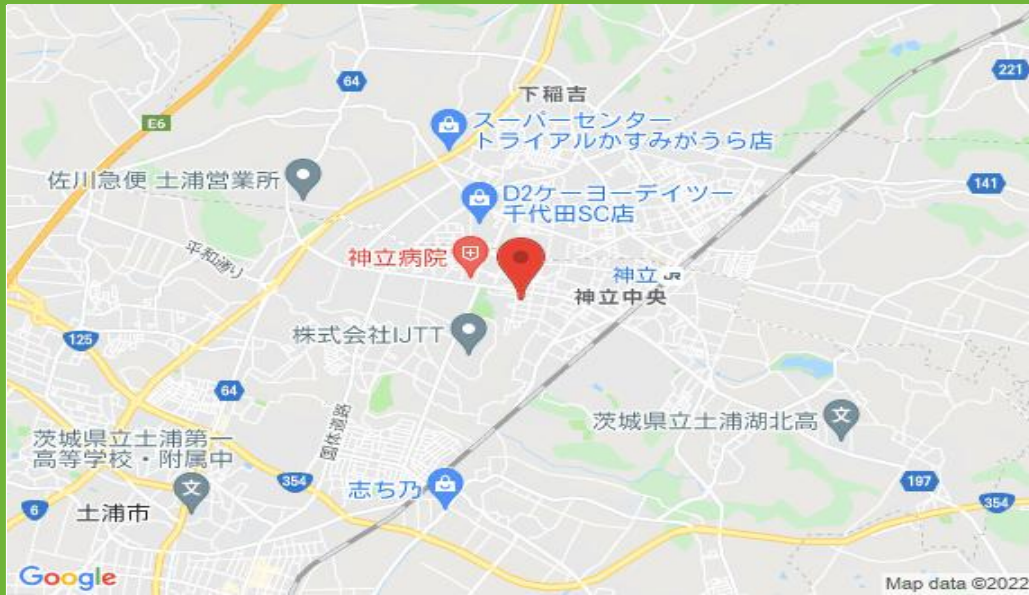 下稲吉
64
221
E6
スーパーセンター
トライアルかすみがうら店
佐川急便 土浦営業所
D2ケーヨーデイツー
千代田SC店
141
平和通り
神立病院
神立 JR
神立中央
株式会社IJTT
125
64
国体道路
茨城県立土浦湖北高
茨城県立土浦第一
高等学校・附属中
354
志ち乃
197
354
6
土浦市
Google
Map data ©2022